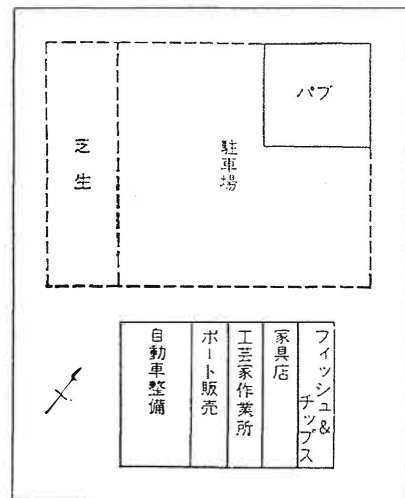 パブ
駐車場
芝生
自動車整備
ボート販売
工芸家作業所
家具店
フィッシュ&
チップス